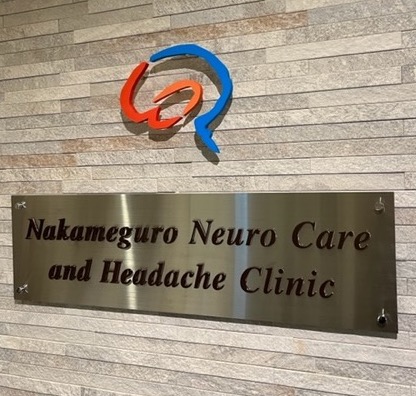 Nakameguro Neuro Care
and Headache Clinic